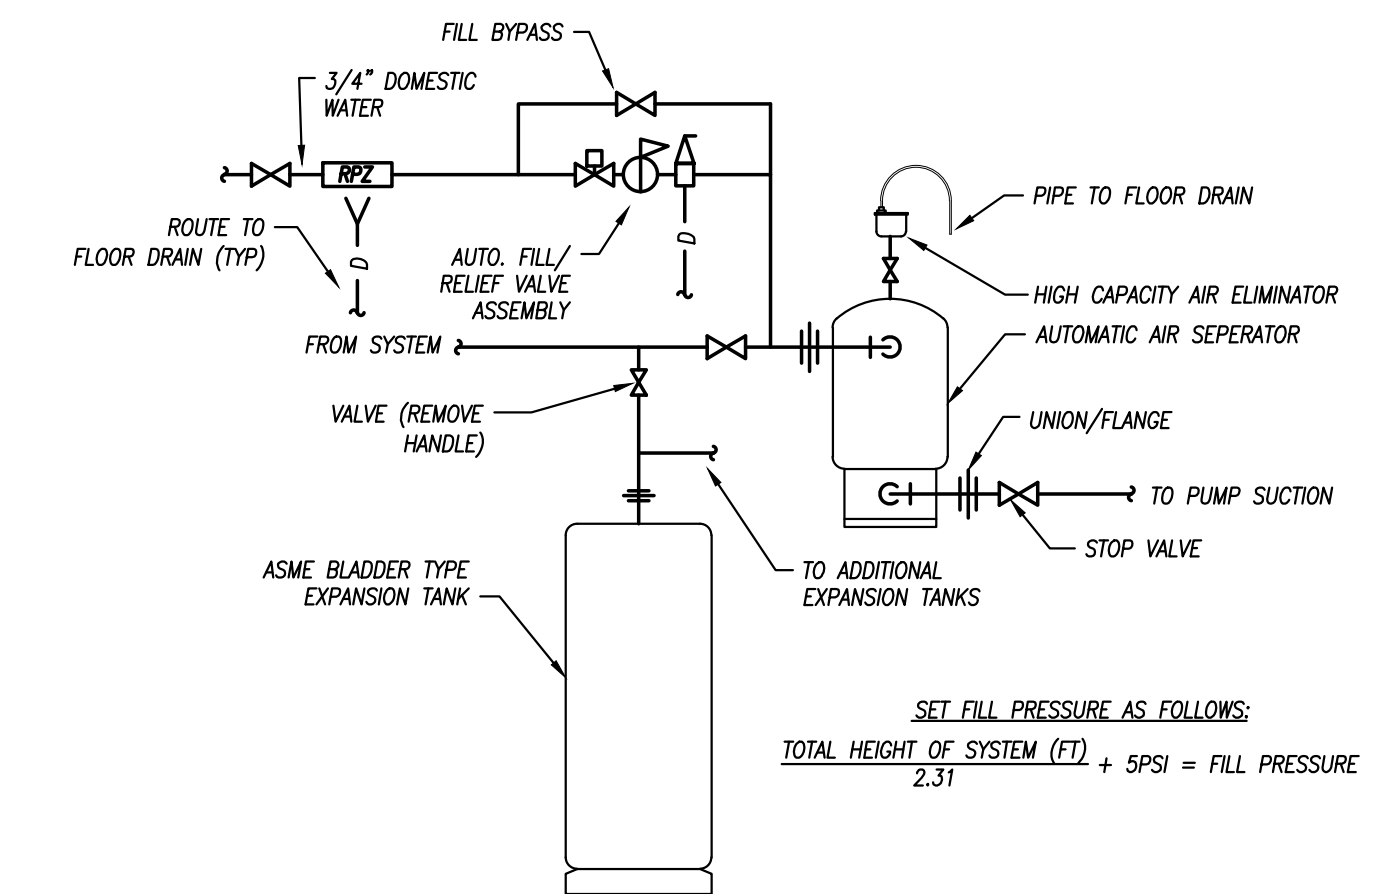 FILL BYPASS
3/4" DOMESTIC
WATER
RPZ
ROUTE TO
FLOOR DRAIN (TYP)
D
AUTO. FILL/
RELIEF VALVE
ASSEMBLY
D
PIPE TO FLOOR DRAIN
HIGH CAPACITY AIR ELIMINATOR
AUTOMATIC AIR SEPERATOR
FROM SYSTEM
VALVE (REMOVE
HANDLE)
UNION/FLANGE
TO PUMP SUCTION
STOP VALVE
ASME BLADDER TYPE
EXPANSION TANK
TO ADDITIONAL
EXPANSION TANKS
SET FILL PRESSURE AS FOLLOWS:
TOTAL HEIGHT OF SYSTEM (FT)
2.31
+ 5PSI = FILL PRESSURE